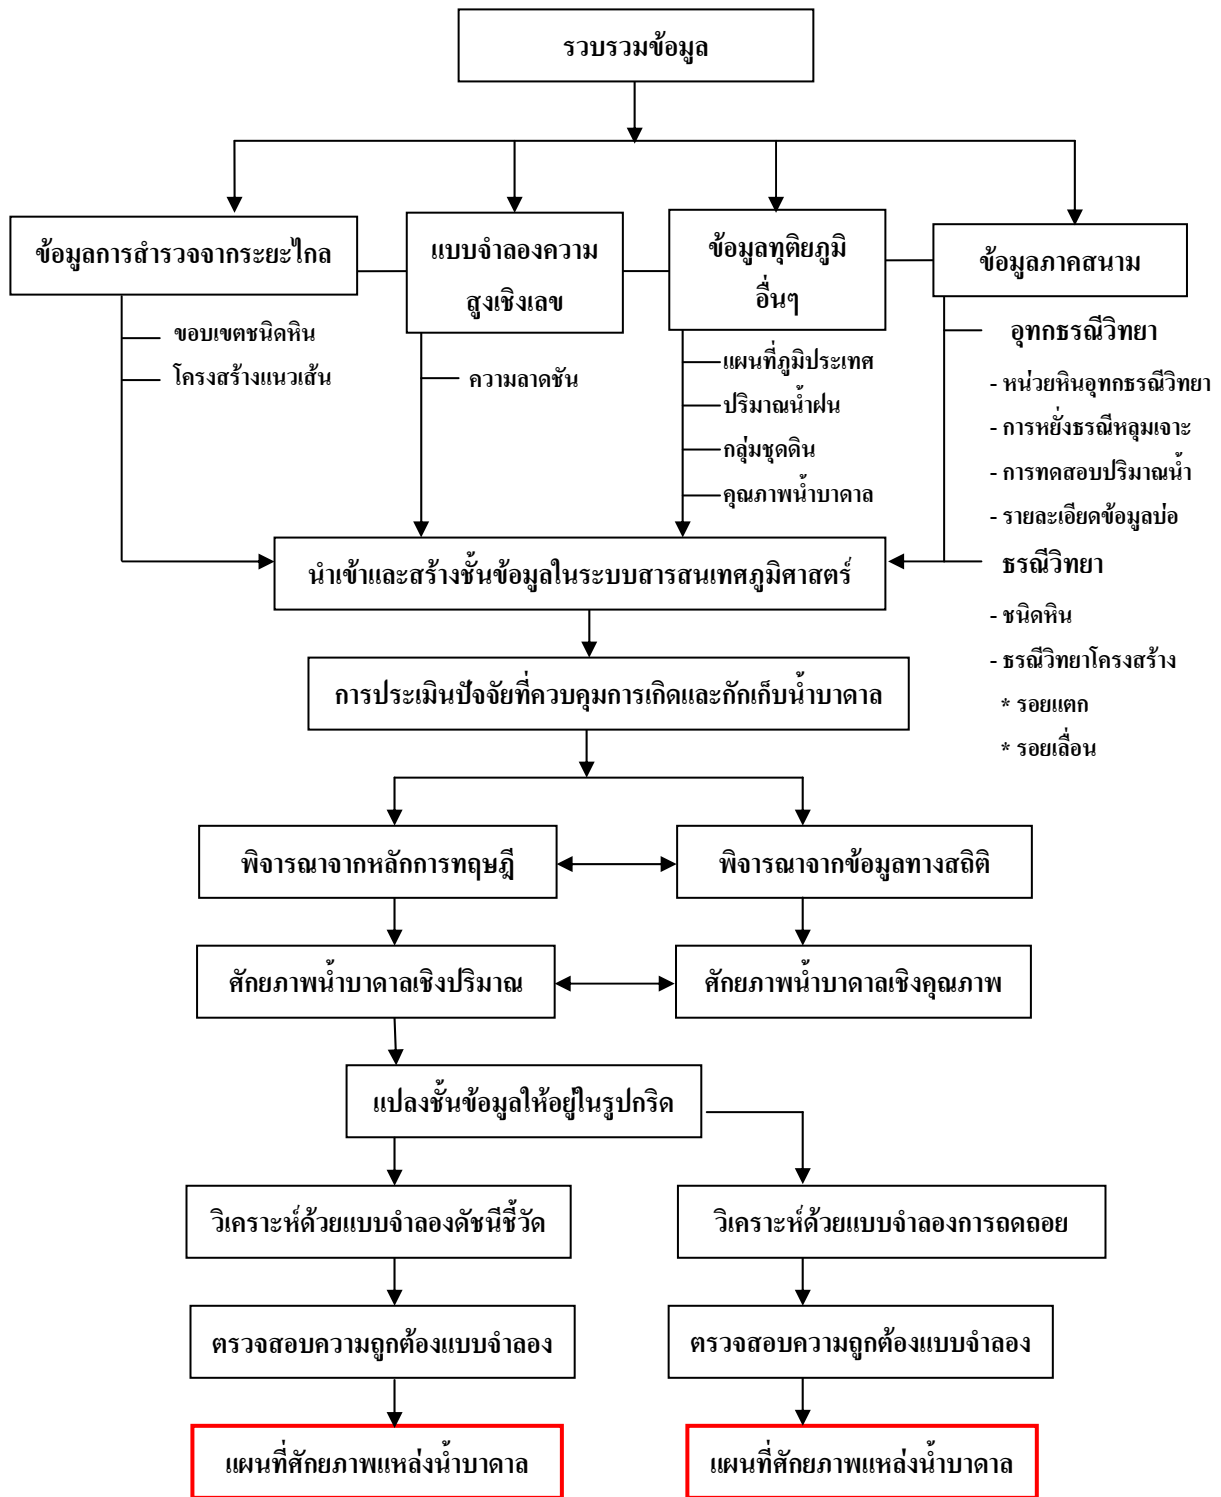 รวบรวมข้อมูล
ข้อมูลการสำรวจจากระยะไกล
ขอบเขตชนิดหิน
โครงสร้างแนวเส้น
แบบจำลองความ
สูงเชิงเลข
ความลาดชัน
ข้อมูลทุติยภูมิ
อื่นๆ
แผนที่ภูมิประเทศ
ปริมาณน้ำฝน
กลุ่มชุดดิน
คุณภาพน้ำบาดาล
ข้อมูลภาคสนาม
อุทกธรณีวิทยา
- หน่วยหินอุทกธรณีวิทยา
- การหยั่งธรณีหลุมเจาะ
- การทดสอบปริมาณน้ำ
- รายละเอียดข้อมูลบ่อ
ธรณีวิทยา
- ชนิดหิน
- ธรณีวิทยาโครงสร้าง
* รอยแตก
* รอยเลื่อน
นำเข้าและสร้างชั้นข้อมูลในระบบสารสนเทศภูมิศาสตร์
การประเมินปัจจัยที่ควบคุมการเกิดและกักเก็บน้ำบาดาล
พิจารณาจากหลักการทฤษฎี
พิจารณาจากข้อมูลทางสถิติ
ศักยภาพน้ำบาดาลเชิงปริมาณ
ศักยภาพน้ำบาดาลเชิงคุณภาพ
แปลงชั้นข้อมูลให้อยู่ในรูปกริด
วิเคราะห์ด้วยแบบจำลองดัชนีชี้วัด
วิเคราะห์ด้วยแบบจำลองการถดถอย
ตรวจสอบความถูกต้องแบบจำลอง
ตรวจสอบความถูกต้องแบบจำลอง
แผนที่ศักยภาพแหล่งน้ำบาดาล
แผนที่ศักยภาพแหล่งน้ำบาดาล